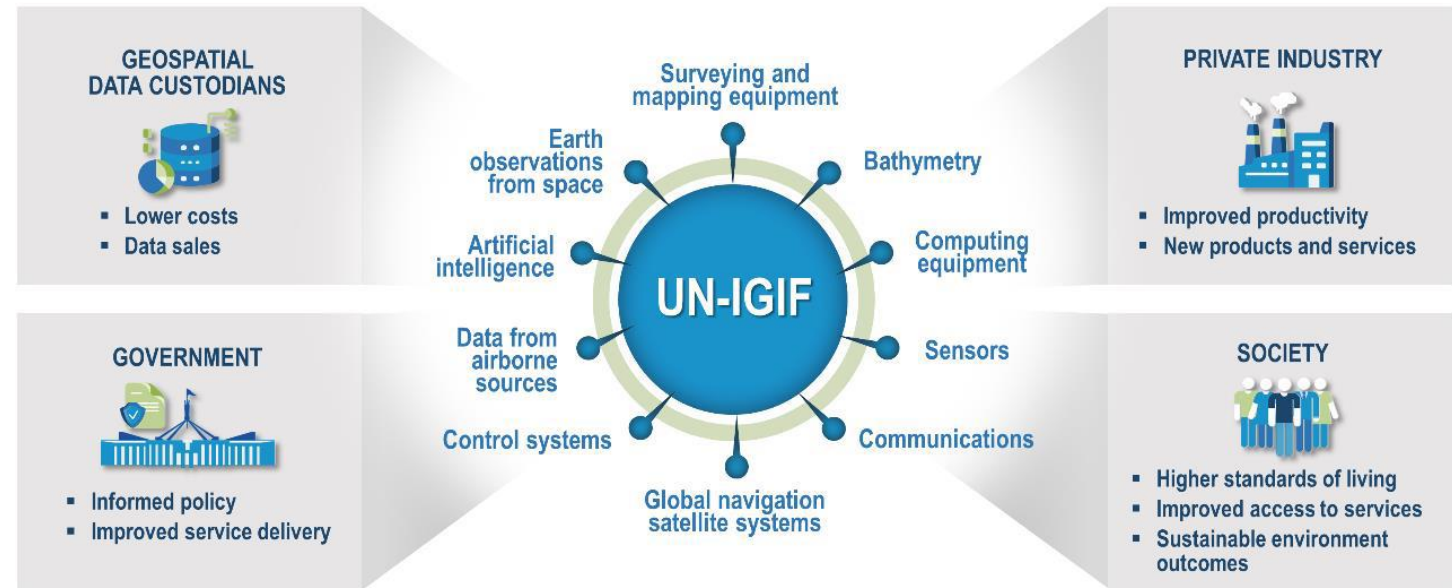 GEOSPATIAL
DATA CUSTODIANS
▪ Lower costs
▪ Data sales
GOVERNMENT
▪ Informed policy
▪ Improved service delivery
Surveying and
mapping equipment
Earth
observations
from space
Bathymetry
Artificial
intelligence
Computing
equipment
UN-IGIF
Data from
airborne
sources
Sensors
Control systems
Communications
Global navigation
satellite systems
PRIVATE INDUSTRY
▪ Improved productivity
▪ New products and services
SOCIETY
▪ Higher standards of living
▪ Improved access to services
▪ Sustainable environment
outcomes